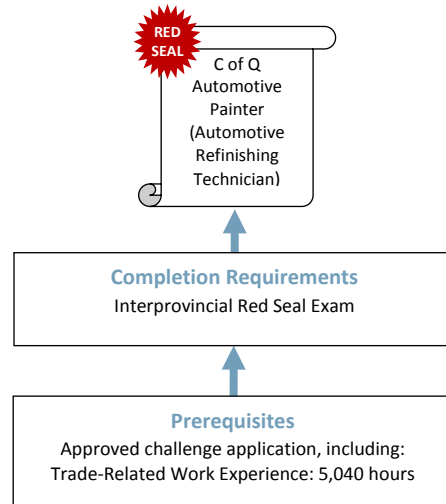 RED
SEAL
C of Q
Automotive
Painter
(Automotive
Refinishing
Technician)
Completion Requirements
Interprovincial Red Seal Exam
Prerequisites
Approved challenge application, including:
Trade-Related Work Experience: 5,040 hours